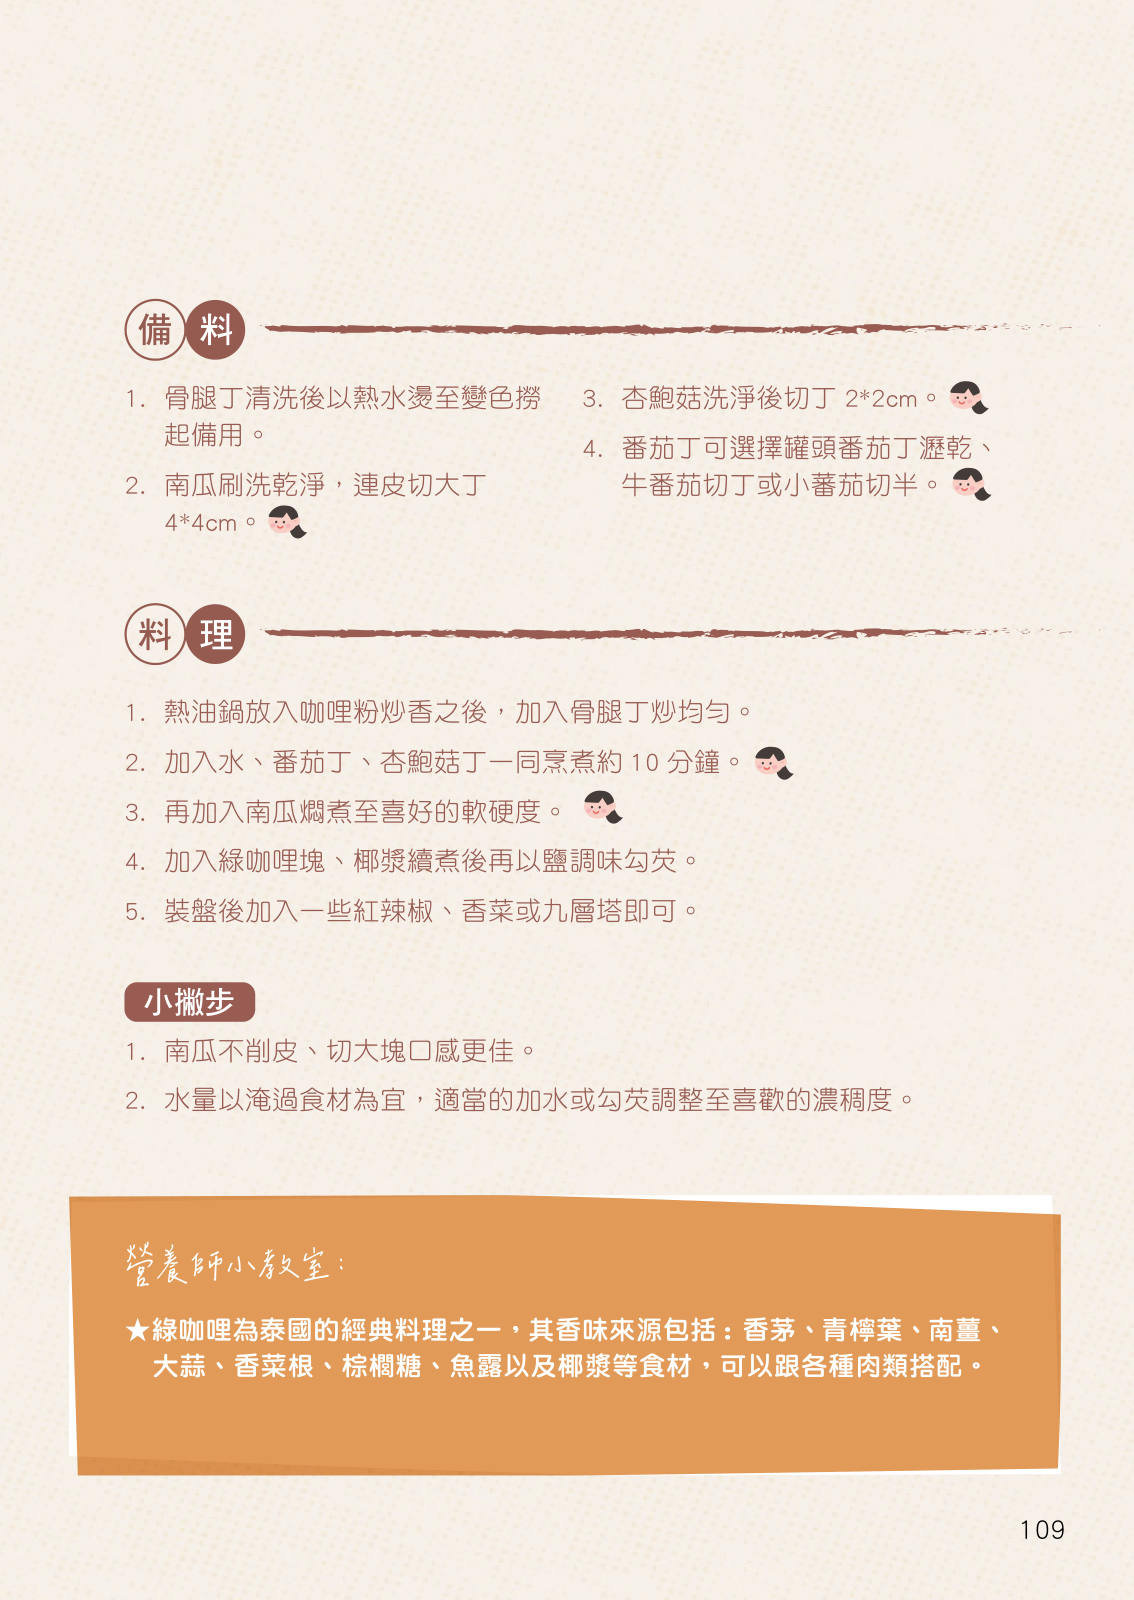 備料
1. 骨腿丁清洗後以熱水燙至變色撈
起備用。
2. 南瓜刷洗乾淨，連皮切大丁
4*4cm。
3. 杏鮑菇洗淨後切丁 2*2cm。
4. 番茄丁可選擇罐頭番茄丁瀝乾、
牛番茄切丁或小蕃茄切半。
料理
1. 熱油鍋放入咖哩粉炒香之後，加入骨腿丁炒均勻。
2. 加入水、番茄丁、杏鮑菇丁一同烹煮約 10 分鐘。
3. 再加入南瓜燜煮至喜好的軟硬度。
4. 加入綠咖哩塊、椰漿續煮後再以鹽調味勾芡。
5. 裝盤後加入一些紅辣椒、香菜或九層塔即可。
小撇步
1. 南瓜不削皮、切大塊口感更佳。
2. 水量以淹過食材為宜，適當的加水或勾芡調整至喜歡的濃稠度。
營養師小教室：
★綠咖哩為泰國的經典料理之一，其香味來源包括：香茅、青檸葉、南薑、
大蒜、香菜根、棕櫚糖、魚露以及椰漿等食材，可以跟各種肉類搭配。
109